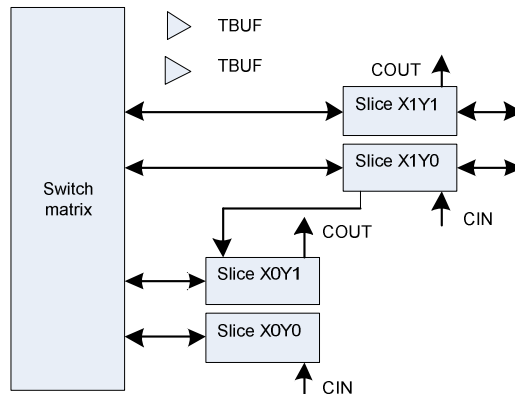 TBUF
TBUF
COUT
Slice X1Y1
Slice X1Y0
Switch
matrix
CIN
COUT
Slice X0Y1
Slice X0Y0
CIN